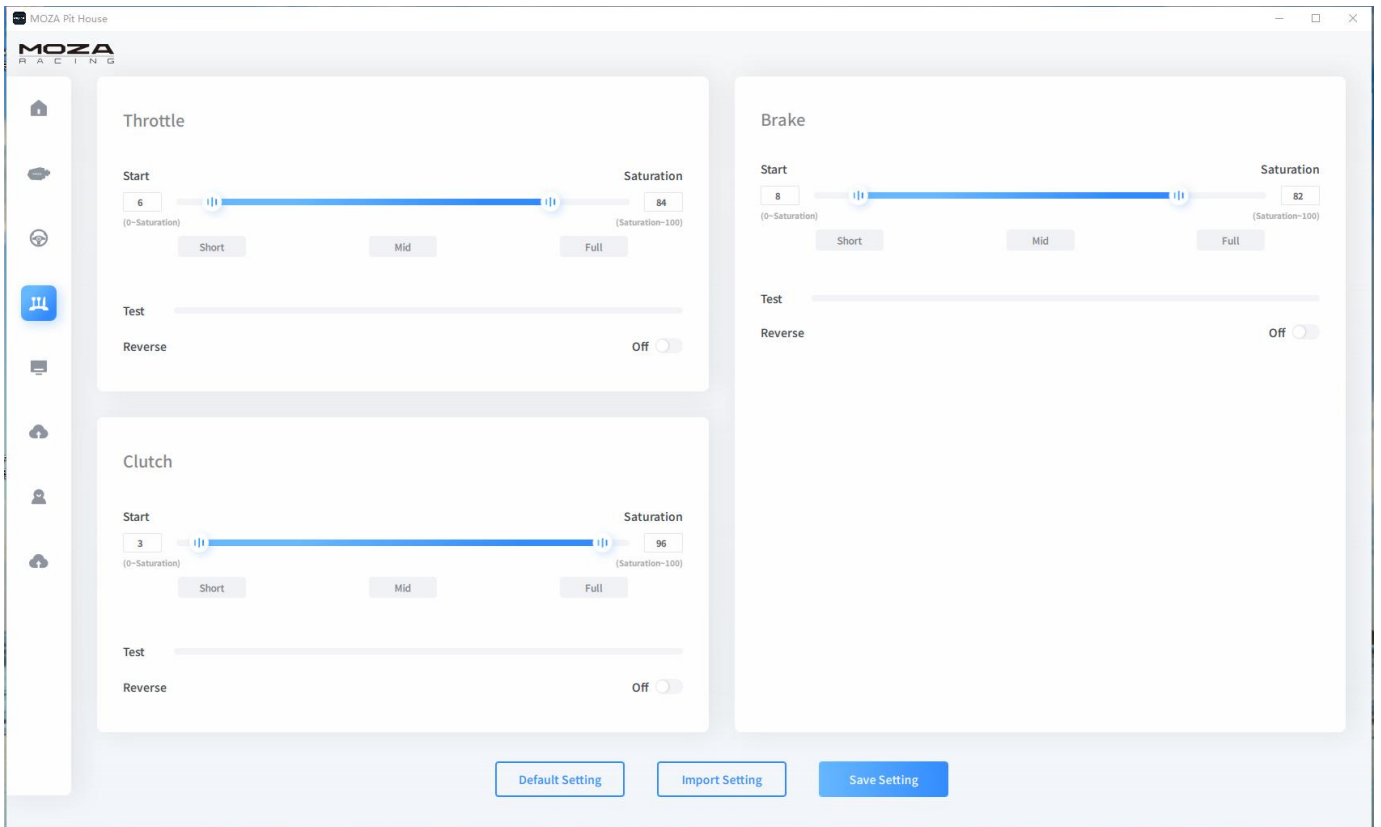 MOZA Pit House
MOZA
RACING
Throttle
Start Saturation
6 84
(0~Saturation) (Saturation~100)
Short Mid Full
Test
Reverse Off
Clutch
Start Saturation
3 96
(0~Saturation) (Saturation~100)
Short Mid Full
Test
Reverse Off
Brake
Start Saturation
8 82
(0~Saturation) (Saturation~100)
Short Mid Full
Test
Reverse Off
Default Setting Import Setting Save Setting